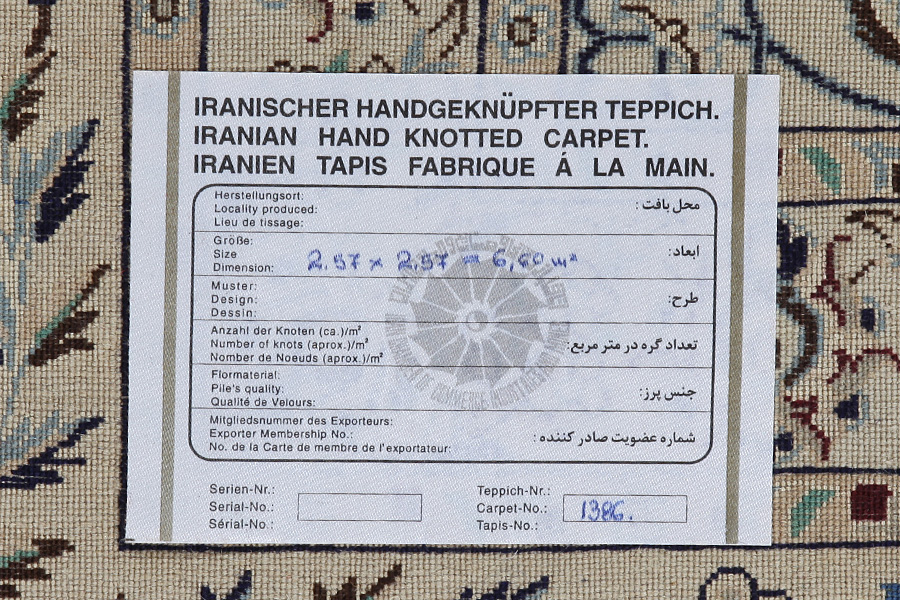 IRANISCHER HANDGEKNÜPFTER TEPPICH.
IRANIAN HAND KNOTTED CARPET.
IRANIEN TAPIS FABRIQUE Á LA MAIN.
Herstellungsort:
Locality produced:
Lieu de tissage:
محل بافت :
Größe:
Size
Dimension:
2.57 x 2.57 = 6,60 m²
ابعاد:
Muster:
Design:
Dessin:
طرح:
Anzahl der Knoten (ca.)/m²
Number of knots (aprox.)/m²
Nombre de Noeuds (aprox.)/m²
تعداد گره در متر مربع:
Flormaterial:
Pile's quality:
Qualité de Velours:
جنس پرز:
Mitgliedsnummer des Exporteurs:
Exporter Membership No.:
No. de la Carte de membre de l'exportateur:
شماره عضویت صادر کننده :
Serien-Nr.:
Serial-No.:
Sérial-No.:
Teppich-Nr.:
Carpet-No.:
Tapis-No.:
1386.